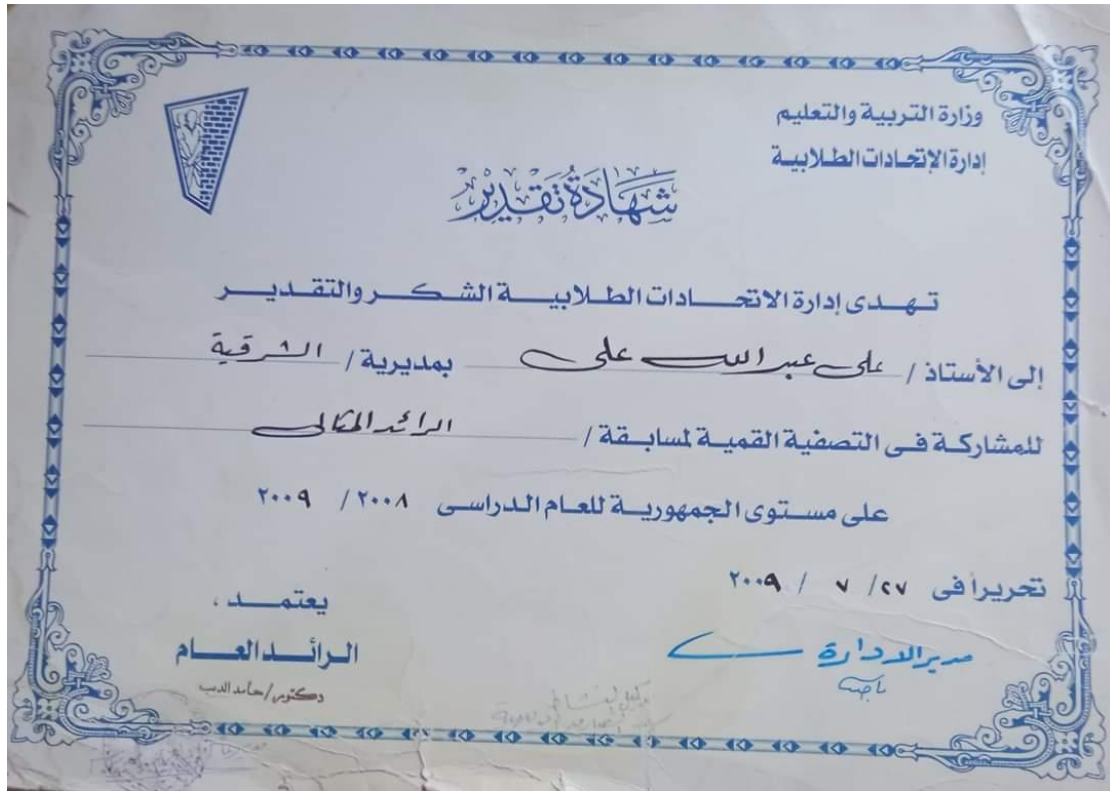 وزارة التربية والتعليم
إدارة الإتحادات الطلابية
شهادة تقدير
تهدى إدارة الاتحادات الطلابية الشكر والتقدير
إلى الأستاذ / على عبد الله على بمديرية / الشرقية
للمشاركة فى التصفية القمية لمسابقة / الرائد المثالى
على مستوى الجمهورية للعام الدراسى ٢٠٠٨ / ٢٠٠٩
تحريراً فى ٢٧ / ٧ / ٢٠٠٩
يعتمد ،
مدير الادارة
الرائد العام
دكتور / حامد الديب